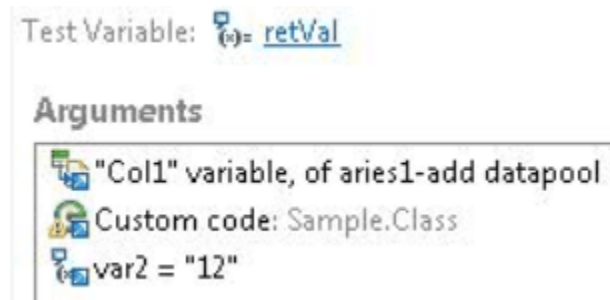 Test Variable: (x)= retVal
Arguments
"Col1" variable, of aries1-add datapool
Custom code: Sample.Class
var2 = "12"